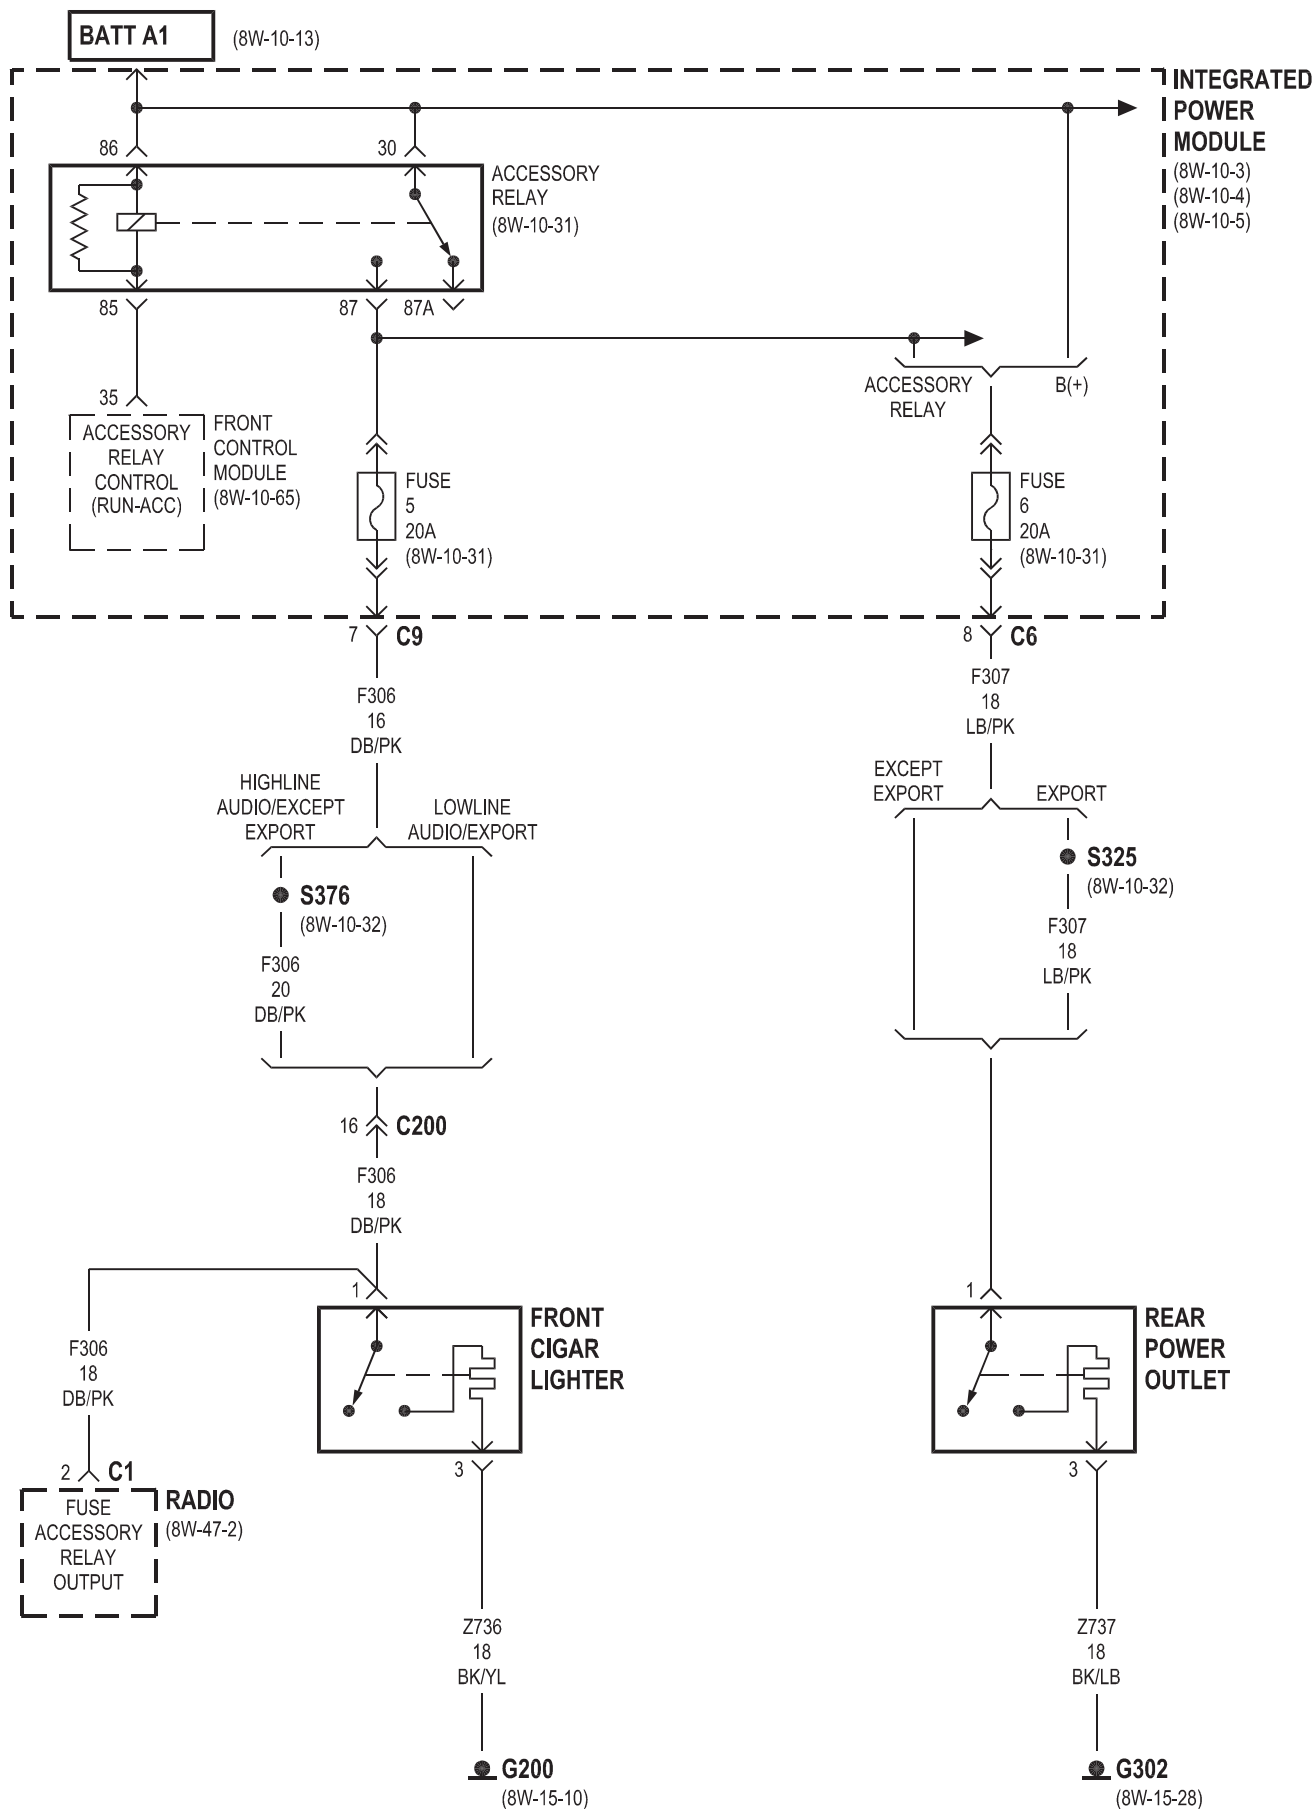 BATT A1
(8W-10-13)
INTEGRATED
POWER
MODULE
(8W-10-3)
(8W-10-4)
(8W-10-5)
86
30
ACCESSORY
RELAY
(8W-10-31)
85
87
87A
ACCESSORY
RELAY
B(+)
35
ACCESSORY
RELAY
CONTROL
(RUN-ACC)
FRONT
CONTROL
MODULE
(8W-10-65)
FUSE
5
20A
(8W-10-31)
FUSE
6
20A
(8W-10-31)
7
C9
8
C6
F306
16
DB/PK
F307
18
LB/PK
HIGHLINE
AUDIO/EXCEPT
EXPORT
LOWLINE
AUDIO/EXPORT
EXCEPT
EXPORT
EXPORT
S376
(8W-10-32)
S325
(8W-10-32)
F306
20
DB/PK
F307
18
LB/PK
16
C200
F306
18
DB/PK
1
FRONT
CIGAR
LIGHTER
1
REAR
POWER
OUTLET
F306
18
DB/PK
3
3
2
C1
FUSE
ACCESSORY
RELAY
OUTPUT
RADIO
(8W-47-2)
Z736
18
BK/YL
Z737
18
BK/LB
G200
(8W-15-10)
G302
(8W-15-28)